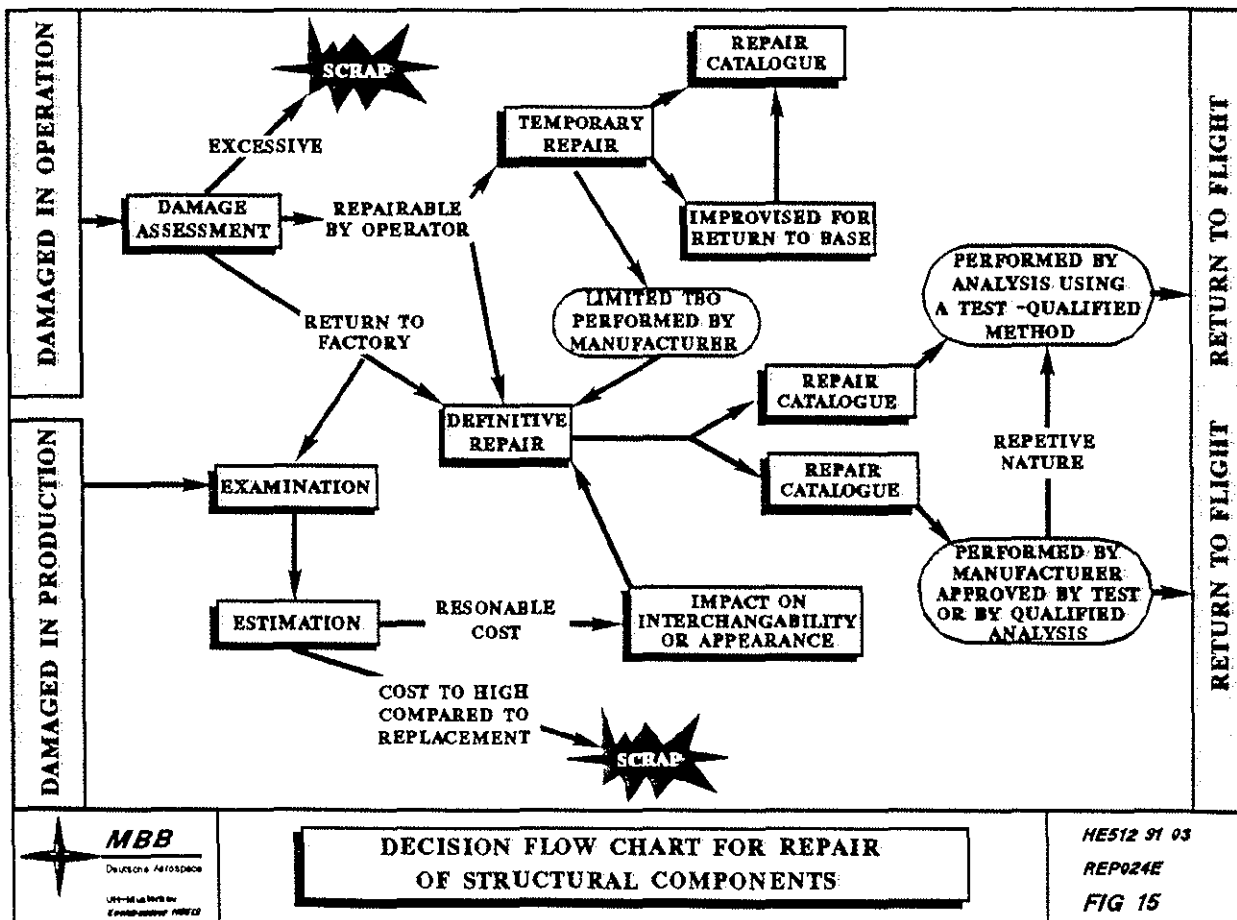 DAMAGED IN OPERATION
DAMAGED IN PRODUCTION
SCRAP
EXCESSIVE
DAMAGE
ASSESSMENT
REPAIRABLE
BY OPERATOR
RETURN TO
FACTORY
TEMPORARY
REPAIR
REPAIR
CATALOGUE
IMPROVISED FOR
RETURN TO BASE
LIMITED TBO
PERFORMED BY
MANUFACTURER
DEFINITIVE
REPAIR
REPAIR
CATALOGUE
REPAIR
CATALOGUE
PERFORMED BY
ANALYSIS USING
A TEST -QUALIFIED
METHOD
REPETIVE
NATURE
PERFORMED BY
MANUFACTURER
APPROVED BY TEST
OR BY QUALIFIED
ANALYSIS
EXAMINATION
ESTIMATION
RESONABLE
COST
IMPACT ON
INTERCHANGABILITY
OR APPEARANCE
COST TO HIGH
COMPARED TO
REPLACEMENT
SCRAP
RETURN TO FLIGHT
RETURN TO FLIGHT
MBB
Deutsche Aerospace
DECISION FLOW CHART FOR REPAIR
OF STRUCTURAL COMPONENTS
HE512 91 03
REP024E
FIG 15